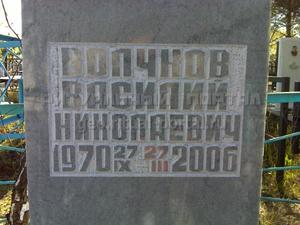 ВОЛЧКОВ
ВАСИЛИЙ
НИКОЛАЕВИЧ
1970 27 IX - 27 III 2006